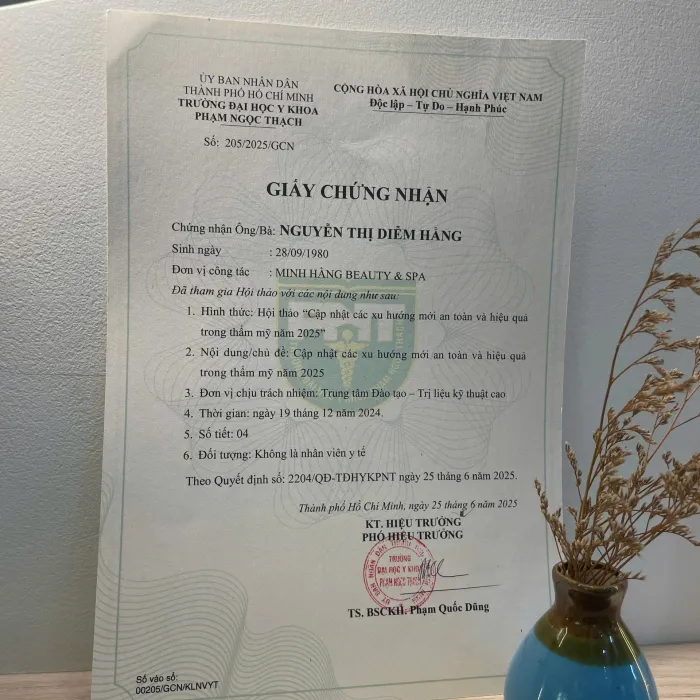 ỦY BAN NHÂN DÂN
THÀNH PHỐ HỒ CHÍ MINH
TRƯỜNG ĐẠI HỌC Y KHOA
PHẠM NGỌC THẠCH
Số: 205/2025/GCN
CỘNG HÒA XÃ HỘI CHỦ NGHĨA VIỆT NAM
Độc lập – Tự Do – Hạnh Phúc
GIẤY CHỨNG NHẬN
Chứng nhận Ông/Bà: NGUYỄN THỊ DIỄM HẰNG
Sinh ngày : 28/09/1980
Đơn vị công tác : MINH HẰNG BEAUTY & SPA
Đã tham gia Hội thảo với các nội dung như sau:
1. Hình thức: Hội thảo “Cập nhật các xu hướng mới an toàn và hiệu quả
trong thẩm mỹ năm 2025”
2. Nội dung/chủ đề: Cập nhật các xu hướng mới an toàn và hiệu quả
trong thẩm mỹ năm 2025
3. Đơn vị chịu trách nhiệm: Trung tâm Đào tạo – Trị liệu kỹ thuật cao
4. Thời gian: ngày 19 tháng 12 năm 2024.
5. Số tiết: 04
6. Đối tượng: Không là nhân viên y tế
Theo Quyết định số: 2204/QĐ-TĐHYKPNT ngày 25 tháng 6 năm 2025.
Thành phố Hồ Chí Minh, ngày 25 tháng 6 năm 2025
KT. HIỆU TRƯỞNG
PHÓ HIỆU TRƯỞNG
TRƯỜNG
ĐẠI HỌC Y KHOA
PHẠM NGỌC THẠCH
TS. BSCKII. Phạm Quốc Dũng
Số vào sổ:
00205/GCN/KLNVYT